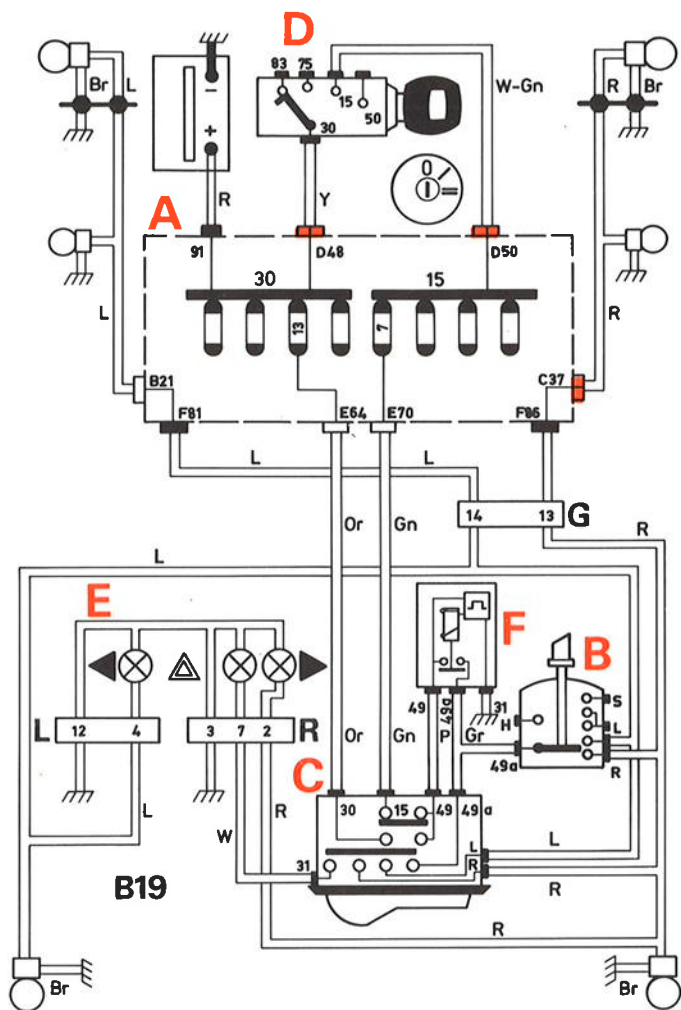 D
83 75
Br L
W-Gn
R Br
15
50
30
− +
0
R
Y
A
91 D48 D50
30 15
L
13 7
R
B21 C37
F81 E64 E70 F86
L L
14 13 G
Or Gn
R
L
E
F
B
49 49a 31
S
H
L
L 12 4
3 7 2 R
Or Gn P Gr
49a
R
C
30 15 49 49a
L
R
W
L
L
31
R
R
B19
R
Br
Br